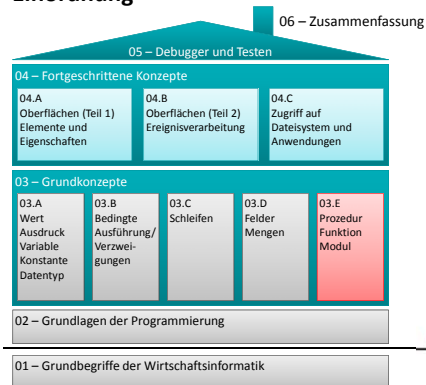 Einordnung
06 – Zusammenfassung
05 – Debugger und Testen
04 – Fortgeschrittene Konzepte
04.A
Oberflächen (Teil 1)
Elemente und
Eigenschaften
04.B
Oberflächen (Teil 2)
Ereignisverarbeitung
04.C
Zugriff auf
Dateisystem und
Anwendungen
03 – Grundkonzepte
03.A
Wert
Ausdruck
Variable
Konstante
Datentyp
03.B
Bedingte
Ausführung/
Verzwei-
gungen
03.C
Schleifen
03.D
Felder
Mengen
03.E
Prozedur
Funktion
Modul
02 – Grundlagen der Programmierung
01 – Grundbegriffe der Wirtschaftsinformatik